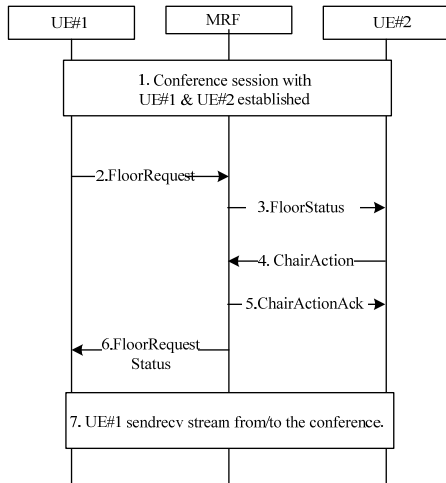 UE#1
MRF
UE#2
1. Conference session with
UE#1 & UE#2 established
2.FloorRequest
3.FloorStatus
4. ChairAction
5.ChairActionAck
6.FloorRequest
Status
7. UE#1 sendrecv stream from/to the conference.